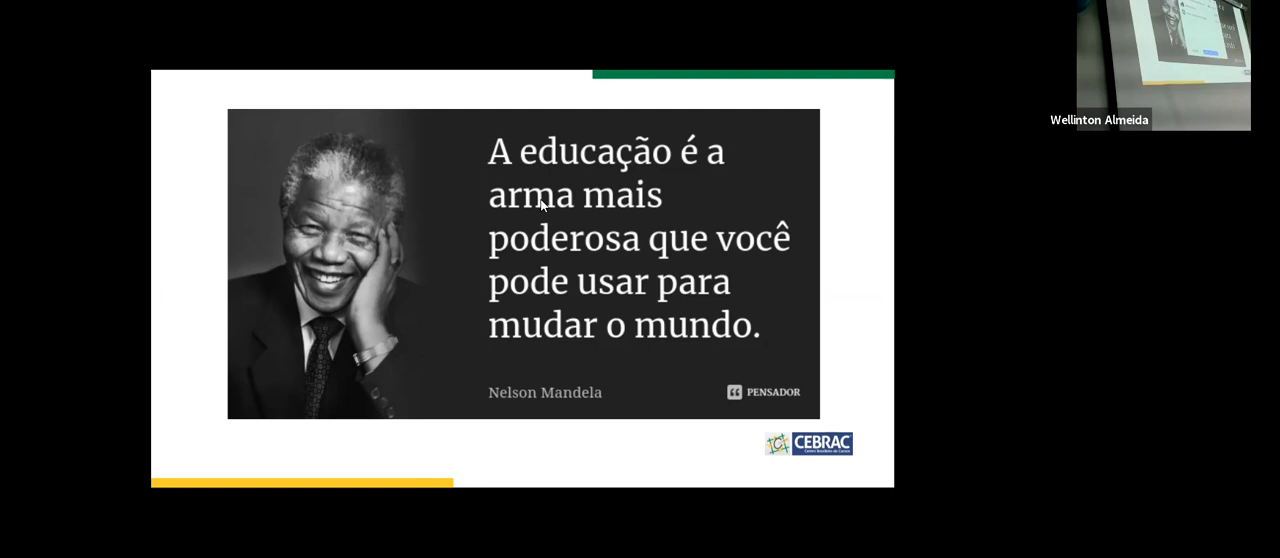 Wellinton Almeida
A educação é a
arma mais
poderosa que você
pode usar para
mudar o mundo.
Nelson Mandela
PENSADOR
CEBRAC
Centro Brasileiro de Cursos